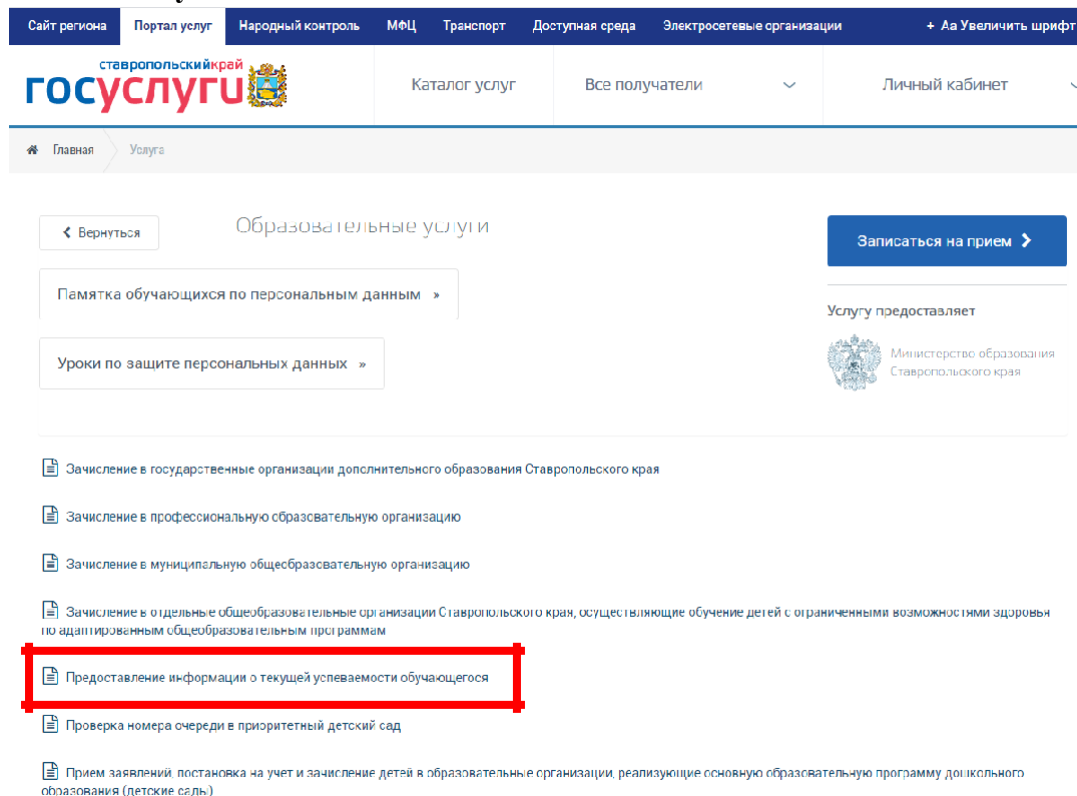 Сайт региона Портал услуг Народный контроль МФЦ Транспорт Доступная среда Электросетевые организации + Аа Увеличить шрифт
ставропольскийкрай
госуслуги Каталог услуг Все получатели Личный кабинет
Главная Услуга
Вернуться Образовательные услуги Записаться на прием
Памятка обучающихся по персональным данным »
Услугу предоставляет
Уроки по защите персональных данных »
Министерство образования
Ставропольского края
Зачисление в государственные организации дополнительного образования Ставропольского края
Зачисление в профессиональную образовательную организацию
Зачисление в муниципальную общеобразовательную организацию
Зачисление в отдельные общеобразовательные организации Ставропольского края, осуществляющие обучение детей с ограниченными возможностями здоровья
по адаптированным общеобразовательным программам
Предоставление информации о текущей успеваемости обучающегося
Проверка номера очереди в приоритетный детский сад
Прием заявлений, постановка на учет и зачисление детей в образовательные организации, реализующие основную образовательную программу дошкольного
образования (детские сады)